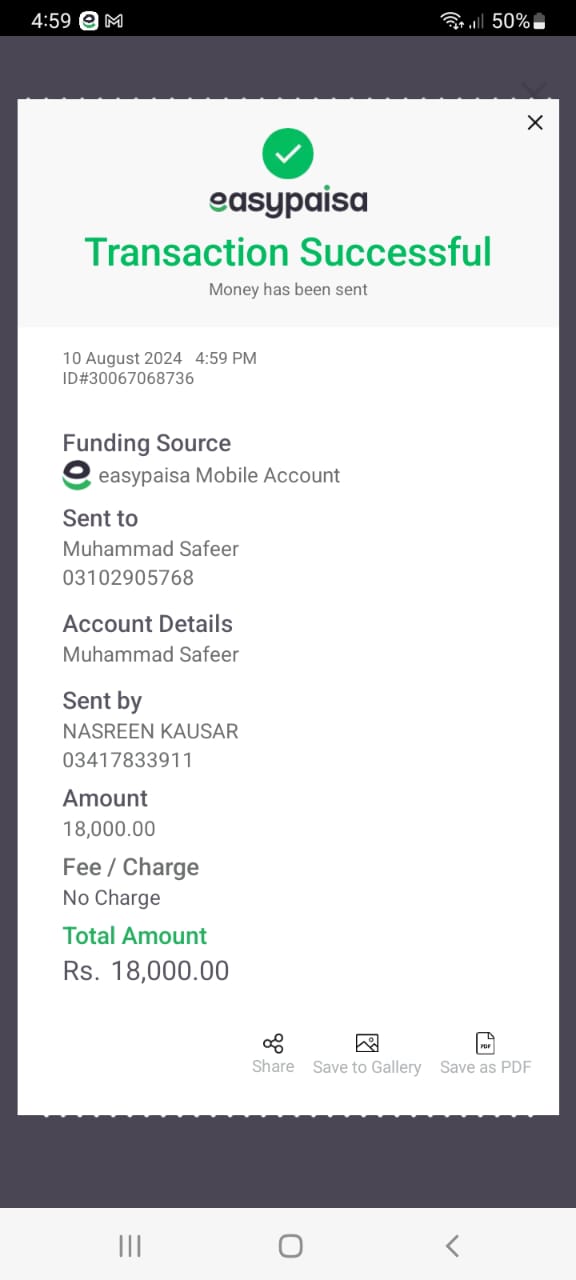 4:59 50%
easypaisa
Transaction Successful
Money has been sent
10 August 2024 4:59 PM
ID#30067068736
Funding Source
easypaisa Mobile Account
Sent to
Muhammad Safeer
03102905768
Account Details
Muhammad Safeer
Sent by
NASREEN KAUSAR
03417833911
Amount
18,000.00
Fee / Charge
No Charge
Total Amount
Rs. 18,000.00
Share Save to Gallery PDF Save as PDF